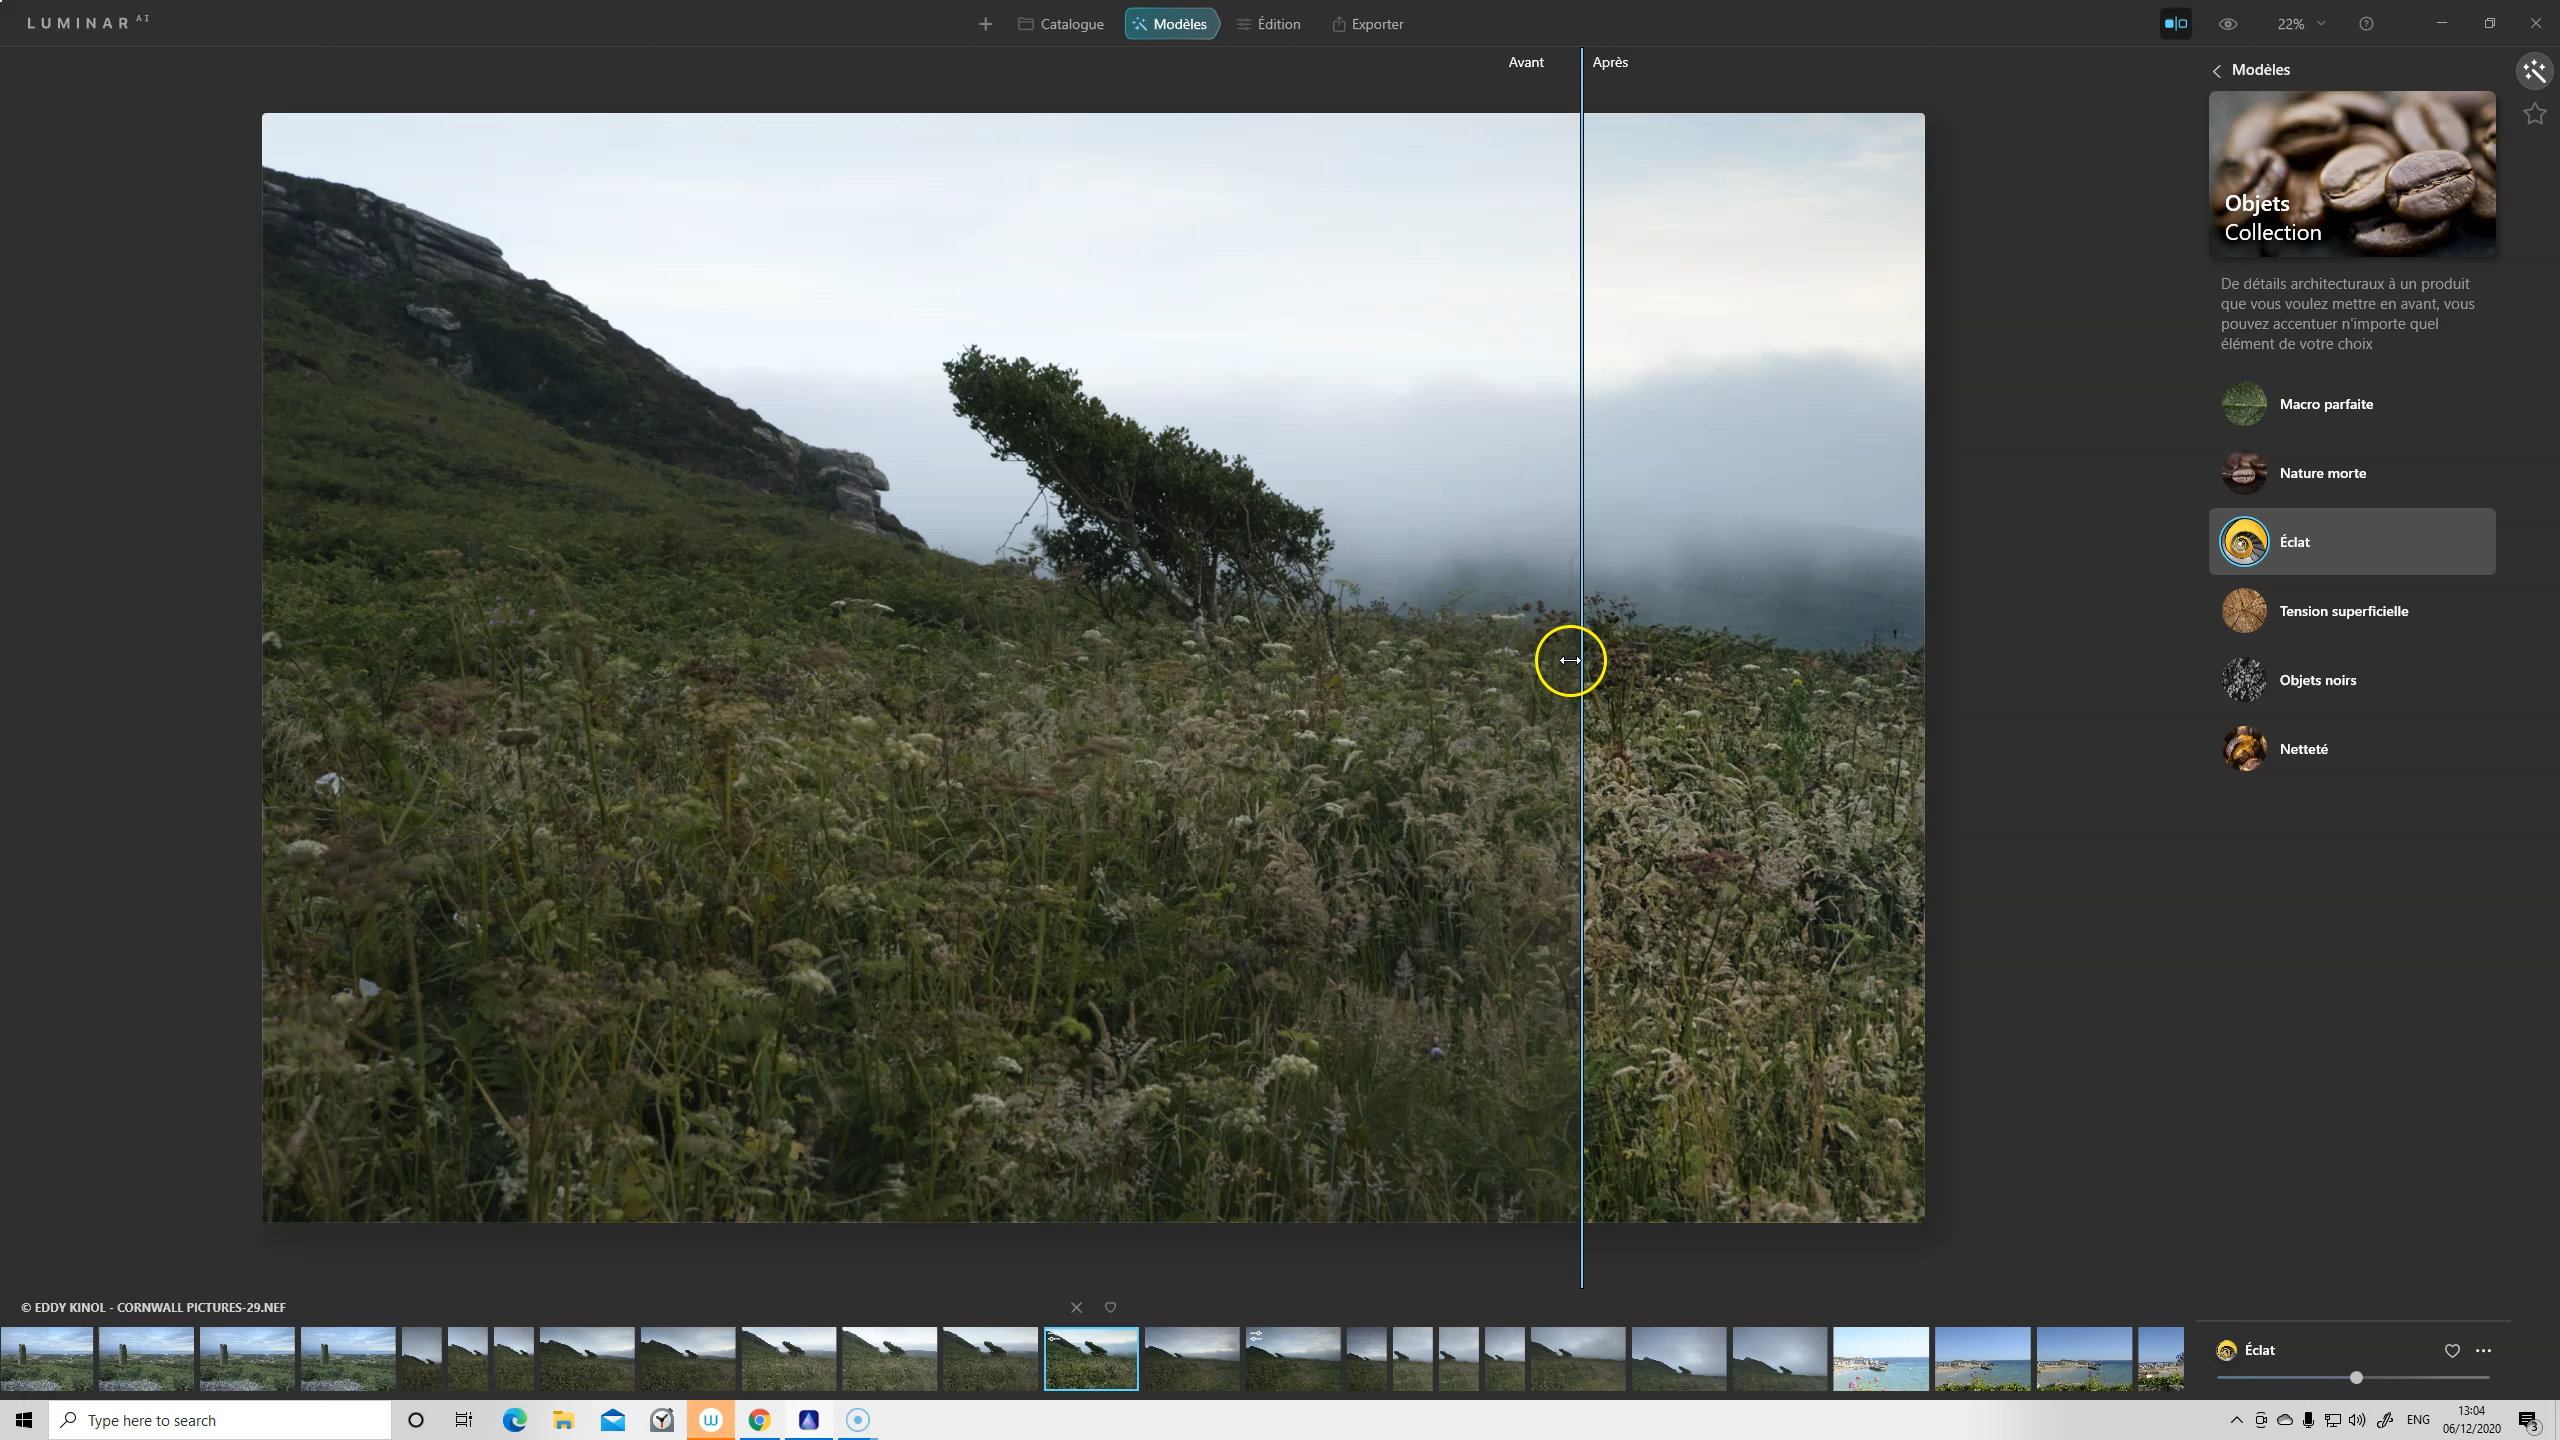 LUMINAR AI
Catalogue
Modèles
Édition
Exporter
22%
Avant
Après
Modèles
Objets
Collection
De détails architecturaux à un produit
que vous voulez mettre en avant, vous
pouvez accentuer n'importe quel
élément de votre choix
Macro parfaite
Nature morte
Éclat
Tension superficielle
Objets noirs
Netteté
© EDDY KINOL - CORNWALL PICTURES-29.NEF
Éclat
Type here to search
ENG
13:04
06/12/2020
3